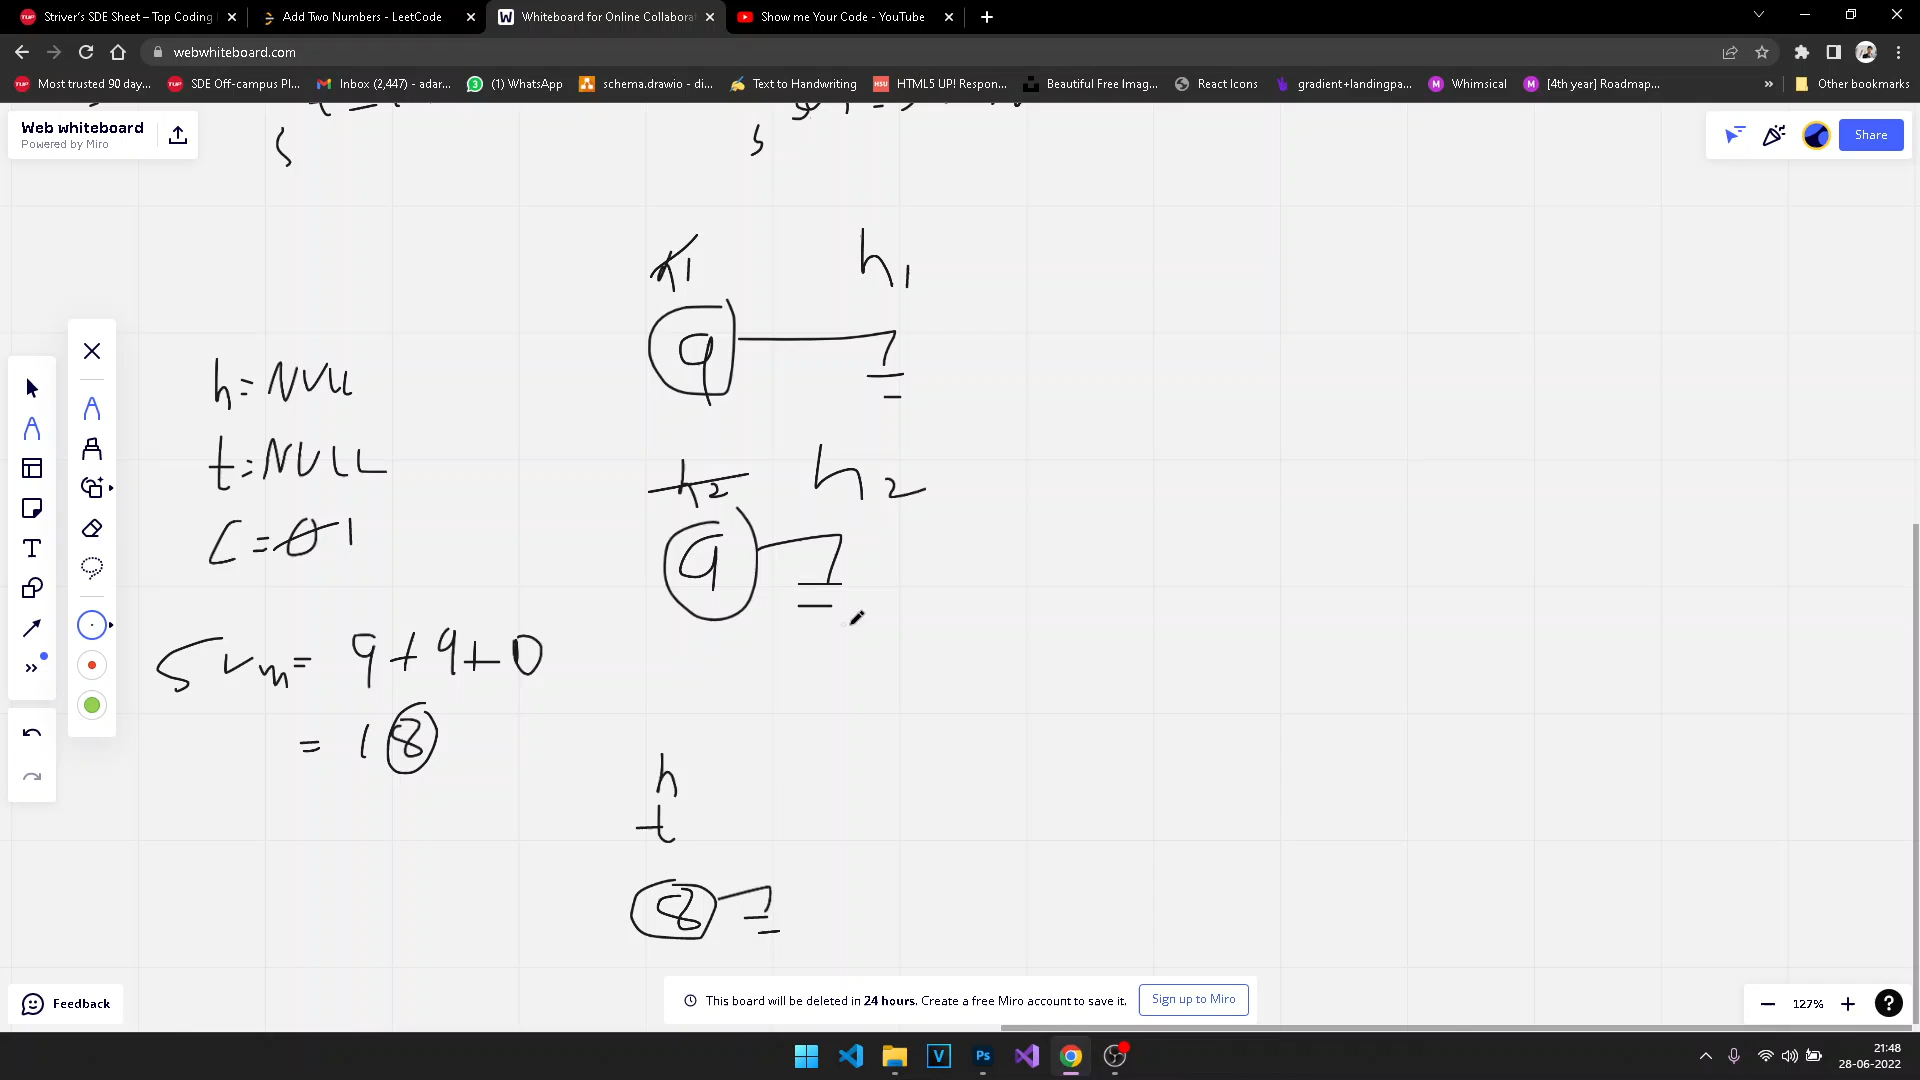 Striver's SDE Sheet – Top Coding
Add Two Numbers - LeetCode
Whiteboard for Online Collabora
Show me Your Code - YouTube
webwhiteboard.com
Most trusted 90 day...
SDE Off-campus Pl...
Inbox (2,447) - adar...
(1) WhatsApp
schema.drawio - di...
Text to Handwriting
HTML5 UP! Respon...
Beautiful Free Imag...
React Icons
gradient+landingpa...
Whimsical
[4th year] Roadmap...
»
Other bookmarks
Web whiteboard
Powered by Miro
Share
h1
h1
9
h=NULL
t=NULL
h2
h2
C=0 1
9
Sum= 9+9+0
= 18
h
t
8
This board will be deleted in 24 hours. Create a free Miro account to save it.
Sign up to Miro
Feedback
127%
21:48
28-06-2022